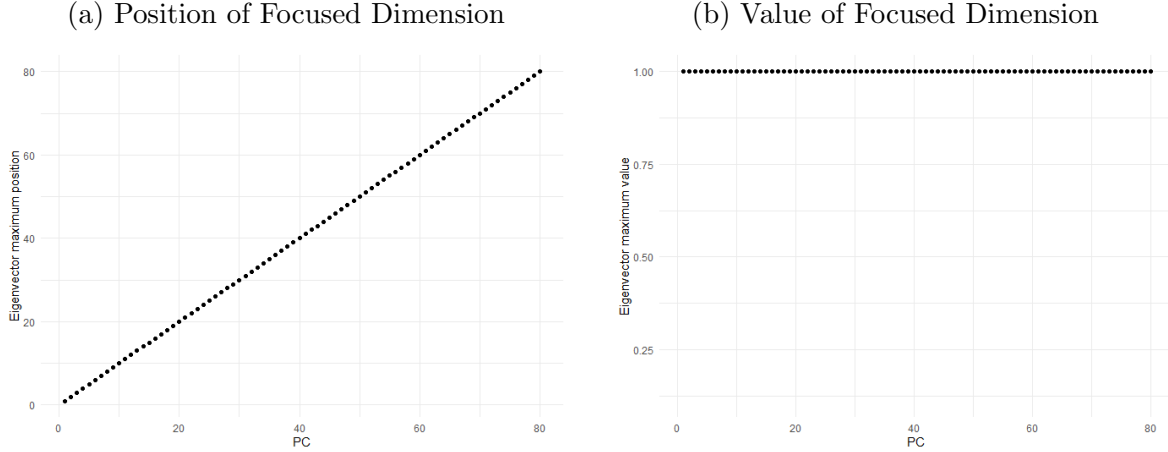 (a) Position of Focused Dimension
80
60
40
20
0
Eigenvector maximum position
0 20 40 60 80
PC
(b) Value of Focused Dimension
1.00
0.75
0.50
0.25
Eigenvector maximum value
0 20 40 60 80
PC